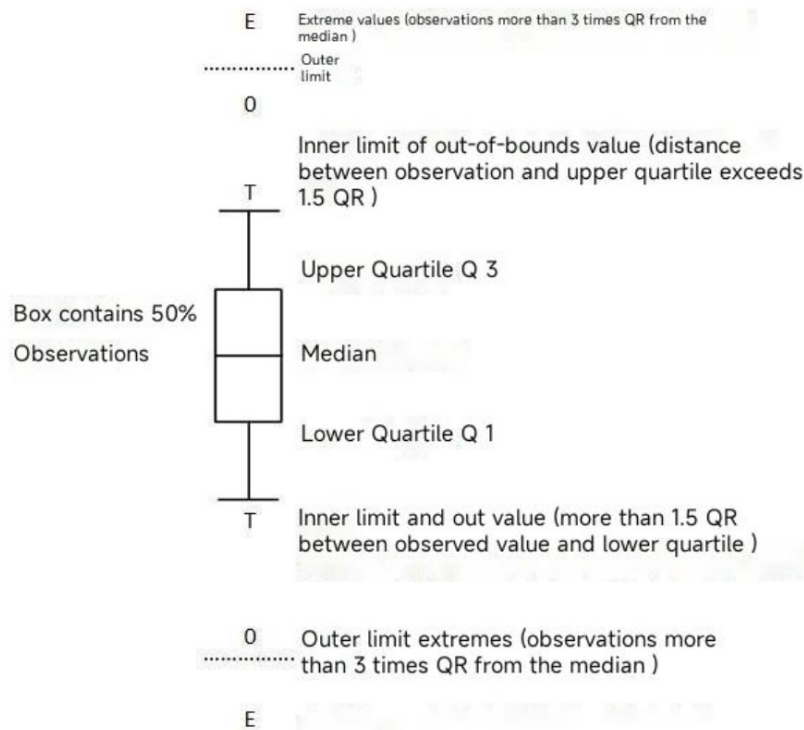 E
Extreme values (observations more than 3 times QR from the
median )
Outer
limit
O
Inner limit of out-of-bounds value (distance
between observation and upper quartile exceeds
1.5 QR )
T
Upper Quartile Q 3
Box contains 50%
Observations
Median
Lower Quartile Q 1
T
Inner limit and out value (more than 1.5 QR
between observed value and lower quartile )
O
Outer limit extremes (observations more
than 3 times QR from the median )
E